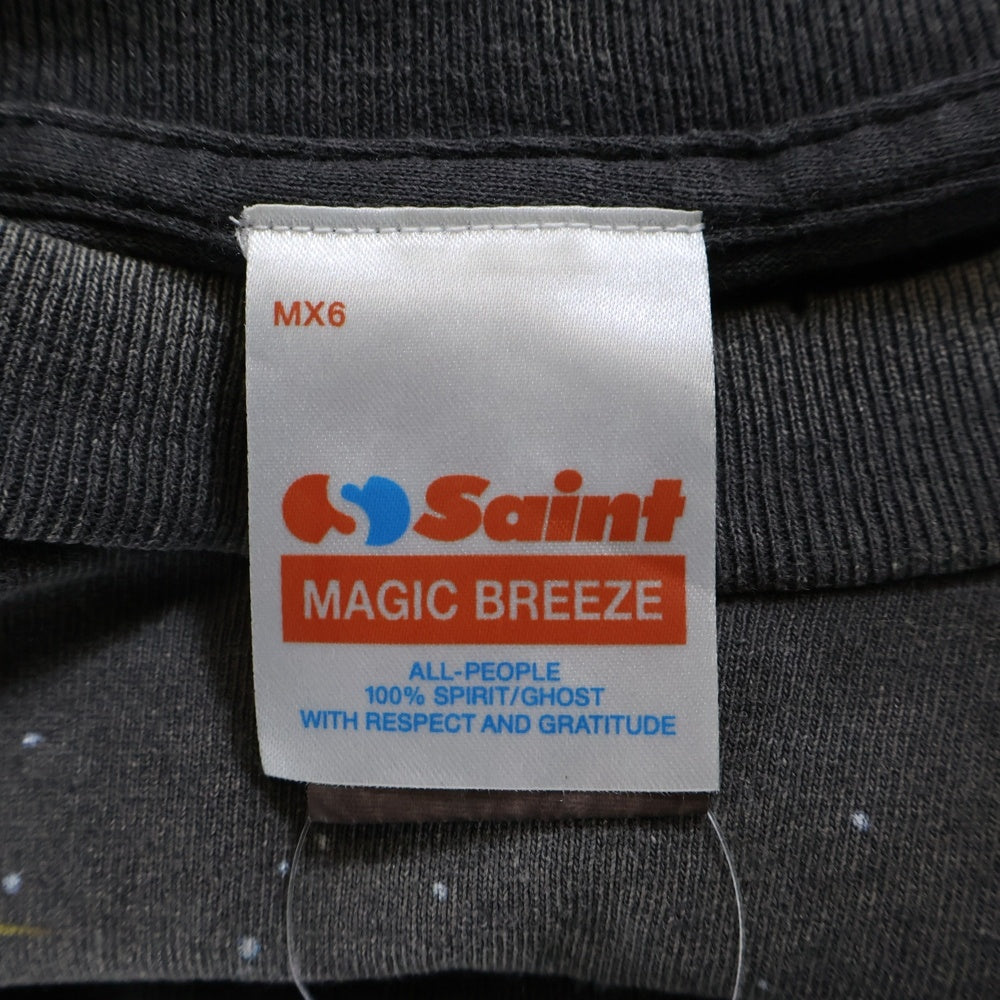 MX6
Saint
MAGIC BREEZE
ALL-PEOPLE
100% SPIRIT/GHOST
WITH RESPECT AND GRATITUDE